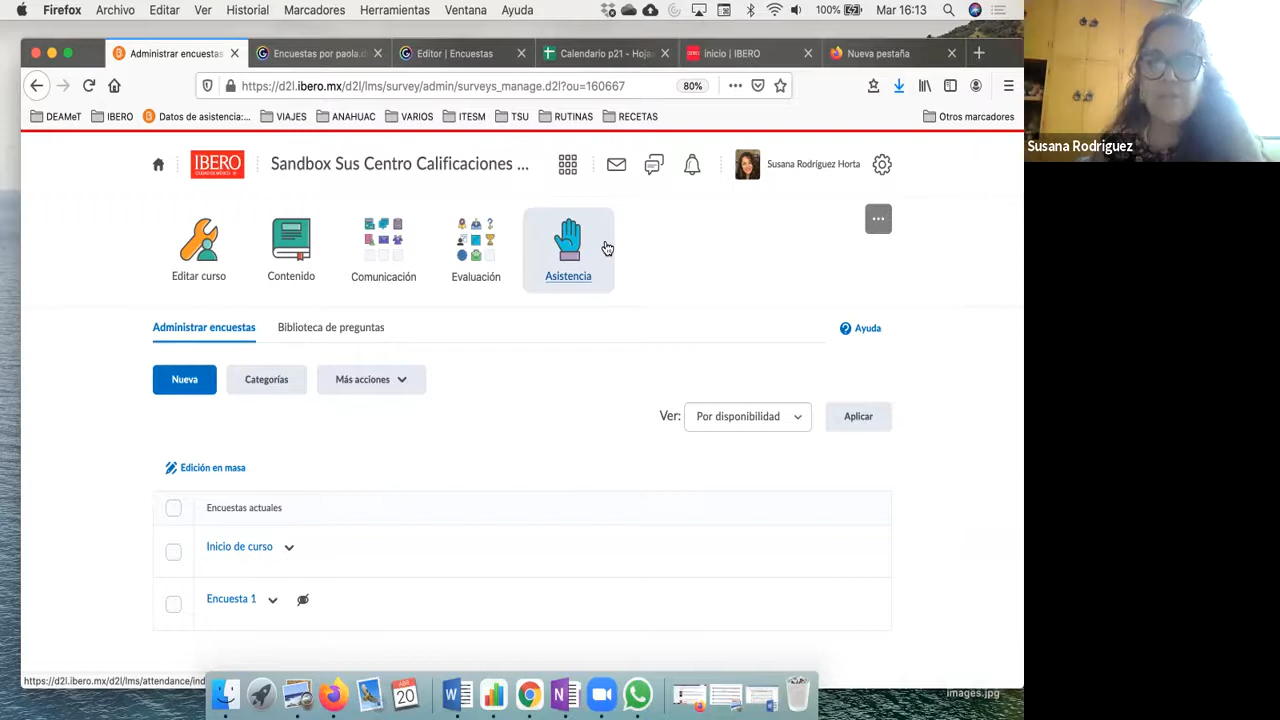 Firefox Archivo Editar Ver Historial Marcadores Herramientas Ventana Ayuda 100% Mar 16:13
Administrar encuestas Encuestas por paola.d Editor | Encuestas Calendario p21 - Hoja Inicio | IBERO Nueva pestaña
https://d2l.ibero.mx/d2l/lms/survey/admin/surveys_manage.d2l?ou=160667 80%
DEAMeT IBERO Datos de asistencia:... VIAJES ANAHUAC VARIOS ITESM TSU RUTINAS RECETAS Otros marcadores
Susana Rodriguez
IBERO Sandbox Sus Centro Calificaciones ... Susana Rodríguez Horta
CIUDAD DE MÉXICO
Editar curso Contenido Comunicación Evaluación Asistencia
Administrar encuestas Biblioteca de preguntas Ayuda
Nueva Categorías Más acciones
Ver: Por disponibilidad Aplicar
Edición en masa
Encuestas actuales
Inicio de curso
Encuesta 1
https://d2l.ibero.mx/d2l/lms/attendance/ind
ABR
20
images.jpg